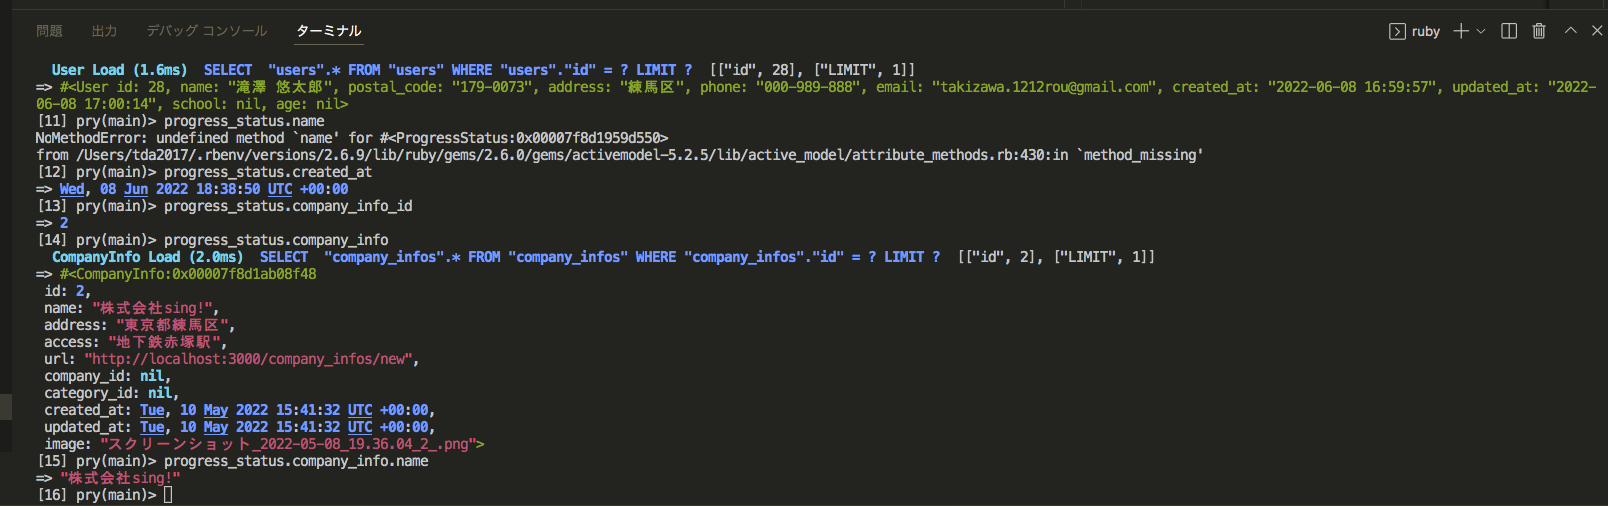 問題 出力 デバッグ コンソール ターミナル ruby
User Load (1.6ms) SELECT "users".* FROM "users" WHERE "users"."id" = ? LIMIT ? [["id", 28], ["LIMIT", 1]]
=> #<User id: 28, name: "滝澤 悠太郎", postal_code: "179-0073", address: "練馬区", phone: "000-989-888", email: "takizawa.1212rou@gmail.com", created_at: "2022-06-08 16:59:57", updated_at: "2022-
06-08 17:00:14", school: nil, age: nil>
[11] pry(main)> progress_status.name
NoMethodError: undefined method `name' for #<ProgressStatus:0x00007f8d1959d550>
from /Users/tda2017/.rbenv/versions/2.6.9/lib/ruby/gems/2.6.0/gems/activemodel-5.2.5/lib/active_model/attribute_methods.rb:430:in `method_missing'
[12] pry(main)> progress_status.created_at
=> Wed, 08 Jun 2022 18:38:50 UTC +00:00
[13] pry(main)> progress_status.company_info_id
=> 2
[14] pry(main)> progress_status.company_info
CompanyInfo Load (2.0ms) SELECT "company_infos".* FROM "company_infos" WHERE "company_infos"."id" = ? LIMIT ? [["id", 2], ["LIMIT", 1]]
=> #<CompanyInfo:0x00007f8d1ab08f48
id: 2,
name: "株式会社sing!",
address: "東京都練馬区",
access: "地下鉄赤塚駅",
url: "http://localhost:3000/company_infos/new",
company_id: nil,
category_id: nil,
created_at: Tue, 10 May 2022 15:41:32 UTC +00:00,
updated_at: Tue, 10 May 2022 15:41:32 UTC +00:00,
image: "スクリーンショット_2022-05-08_19.36.04_2_.png">
[15] pry(main)> progress_status.company_info.name
=> "株式会社sing!"
[16] pry(main)>